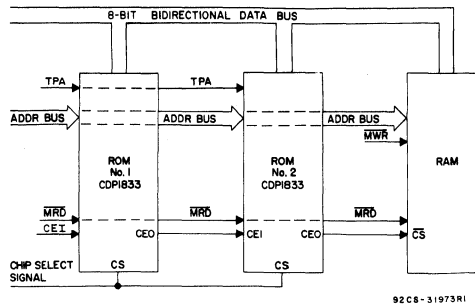 8-BIT BIDIRECTIONAL DATA BUS
TPA
TPA
ADDR BUS
ADDR BUS
ADDR BUS
MWR
ROM
No. 1
CDP1833
ROM
No. 2
CDP1833
RAM
MRD
MRD
MRD
CEI
CEO
CEI
CEO
CS
CHIP SELECT
SIGNAL
CS
CS
92CS-31973R1